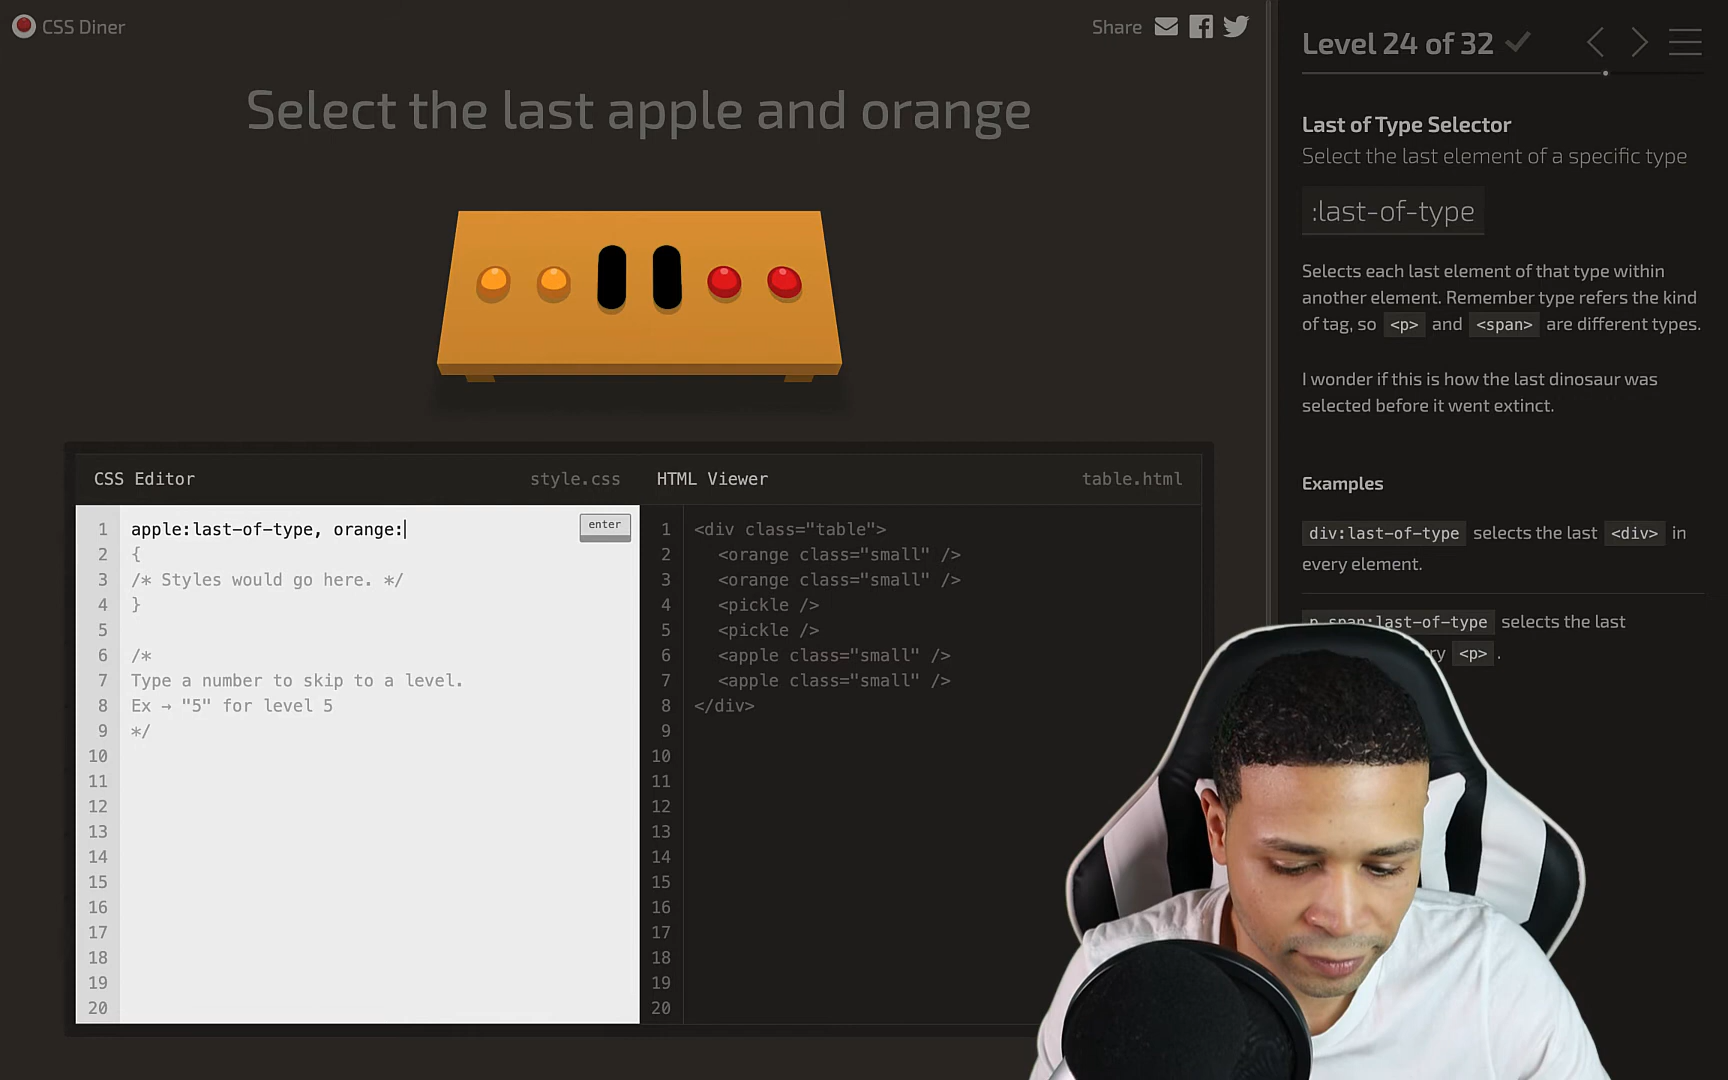 CSS Diner
Share
Select the last apple and orange
CSS Editor
style.css
1 apple:last-of-type, orange:
enter
2 {
3 /* Styles would go here. */
4 }
5
6 /*
7 Type a number to skip to a level.
8 Ex → "5" for level 5
9 */
10
11
12
13
14
15
16
17
18
19
20
HTML Viewer
table.html
1 <div class="table">
2 <orange class="small" />
3 <orange class="small" />
4 <pickle />
5 <pickle />
6 <apple class="small" />
7 <apple class="small" />
8 </div>
9
10
11
12
13
14
15
16
17
18
19
20
Level 24 of 32
Last of Type Selector
Select the last element of a specific type
:last-of-type
Selects each last element of that type within
another element. Remember type refers the kind
of tag, so <p> and <span> are different types.
I wonder if this is how the last dinosaur was
selected before it went extinct.
Examples
div:last-of-type selects the last <div> in
every element.
p span:last-of-type selects the last
<p> .